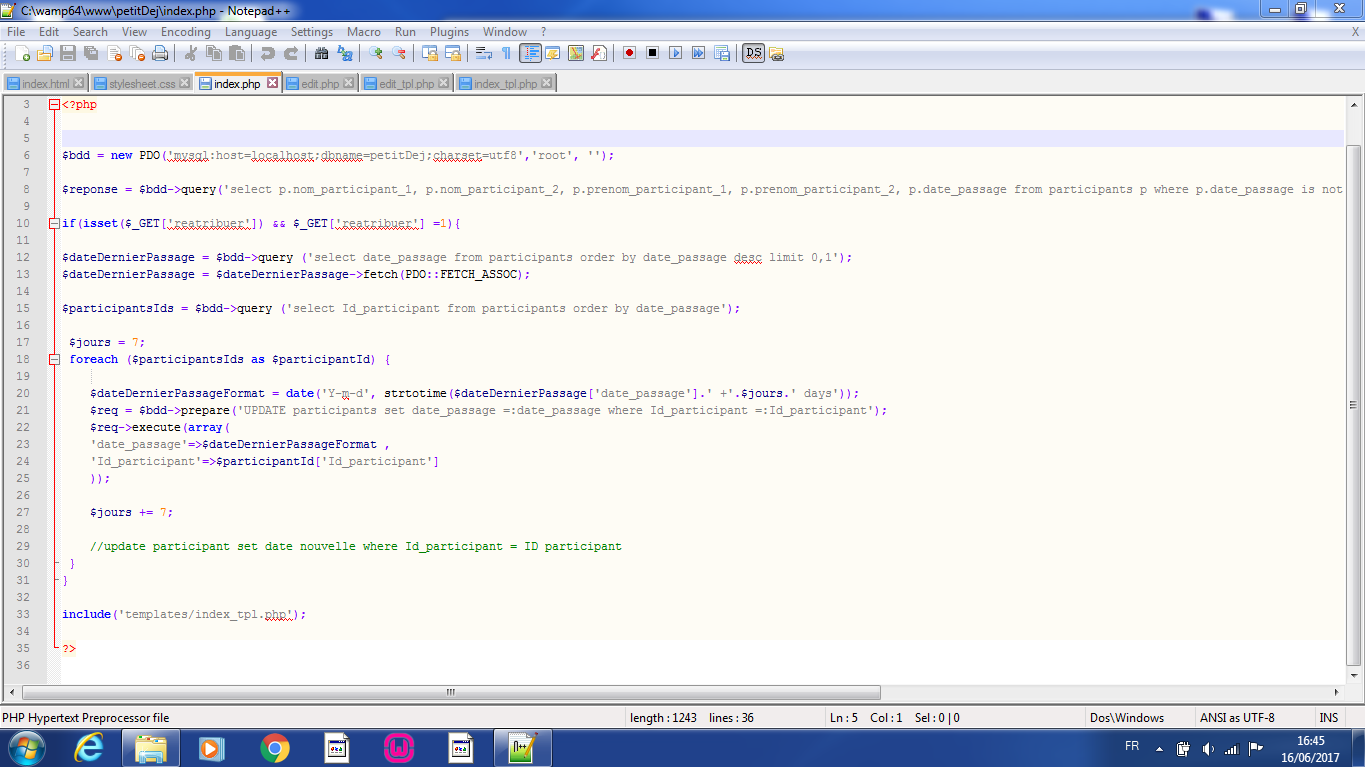 C:\wamp64\www\petitDej\index.php - Notepad++
File Edit Search View Encoding Language Settings Macro Run Plugins Window ? X
index.html stylesheet.css index.php edit.php edit_tpl.php index_tpl.php
3 <?php
4
5
6 $bdd = new PDO('mysql:host=localhost;dbname=petitDej;charset=utf8','root', '');
7
8 $reponse = $bdd->query('select p.nom_participant_1, p.nom_participant_2, p.prenom_participant_1, p.prenom_participant_2, p.date_passage from participants p where p.date_passage is not
9
10 if(isset($_GET['reatribuer']) && $_GET['reatribuer'] =1){
11
12 $dateDernierPassage = $bdd->query ('select date_passage from participants order by date_passage desc limit 0,1');
13 $dateDernierPassage = $dateDernierPassage->fetch(PDO::FETCH_ASSOC);
14
15 $participantsIds = $bdd->query ('select Id_participant from participants order by date_passage');
16
17 $jours = 7;
18 foreach ($participantsIds as $participantId) {
19
20 $dateDernierPassageFormat = date('Y-m-d', strtotime($dateDernierPassage['date_passage'].' +'.$jours.' days'));
21 $req = $bdd->prepare('UPDATE participants set date_passage =:date_passage where Id_participant =:Id_participant');
22 $req->execute(array(
23 'date_passage'=>$dateDernierPassageFormat ,
24 'Id_participant'=>$participantId['Id_participant']
25 ));
26
27 $jours += 7;
28
29 //update participant set date nouvelle where Id_participant = ID participant
30 }
31 }
32
33 include('templates/index_tpl.php');
34
35 ?>
36
PHP Hypertext Preprocessor file length : 1243 lines : 36 Ln : 5 Col : 1 Sel : 0 | 0 Dos\Windows ANSI as UTF-8 INS
FR 16:45
16/06/2017